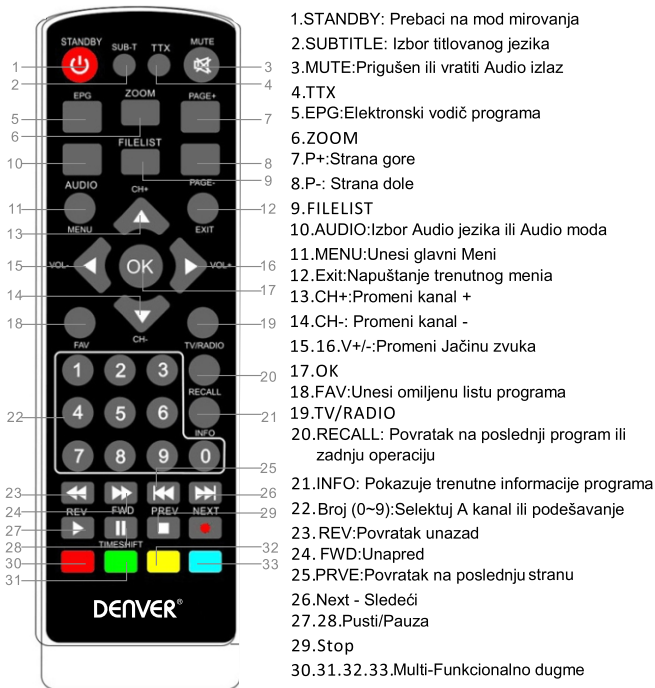 STANDBY
SUB-T
TTX
MUTE
1
2
4
3
EPG
ZOOM
PAGE+
5
6
7
FILELIST
10
8
9
AUDIO
CH+
PAGE-
11
12
13
MENU
EXIT
15
VOL-
OK
VOL+
16
14
17
18
19
FAV
CH-
TV/RADIO
1 2 3
20
RECALL
4 5 6
22
21
INFO
7 8 9 0
25
23
26
24
REV
FWD
PREV
NEXT
29
27
28
TIMESHIFT
32
30
33
31
DENVER®
1.STANDBY: Prebaci na mod mirovanja
2.SUBTITLE: Izbor titlovanog jezika
3.MUTE:Prigušen ili vratiti Audio izlaz
4.TTX
5.EPG:Elektronski vodič programa
6.ZOOM
7.P+:Strana gore
8.P-: Strana dole
9.FILELIST
10.AUDIO:Izbor Audio jezika ili Audio moda
11.MENU:Unesi glavni Meni
12.Exit:Napuštanje trenutnog menia
13.CH+:Promeni kanal +
14.CH-: Promeni kanal -
15.16.V+/-:Promeni Jačinu zvuka
17.OK
18.FAV:Unesi omiljenu listu programa
19.TV/RADIO
20.RECALL: Povratak na poslednji program ili
zadnju operaciju
21.INFO: Pokazuje trenutne informacije programa
22.Broj (0~9):Selektuj A kanal ili podešavanje
23. REV:Povratak unazad
24. FWD:Unapred
25.PRVE:Povratak na poslednju stranu
26.Next - Sledeći
27.28.Pusti/Pauza
29.Stop
30.31.32.33.Multi-Funkcionalno dugme